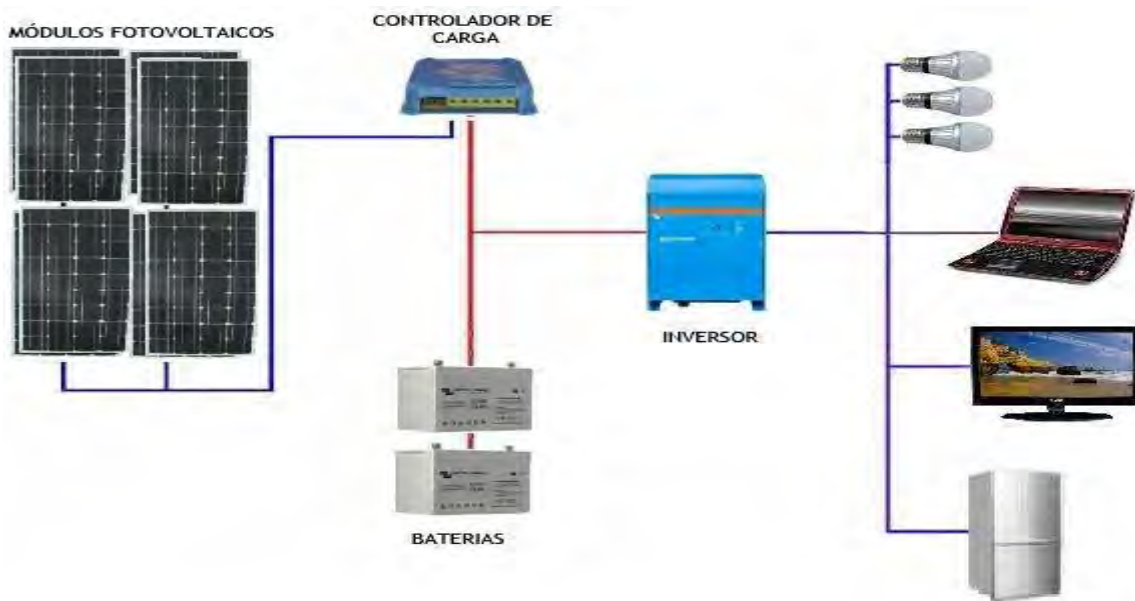 MÓDULOS FOTOVOLTAICOS
CONTROLADOR DE
CARGA
INVERSOR
BATERIAS